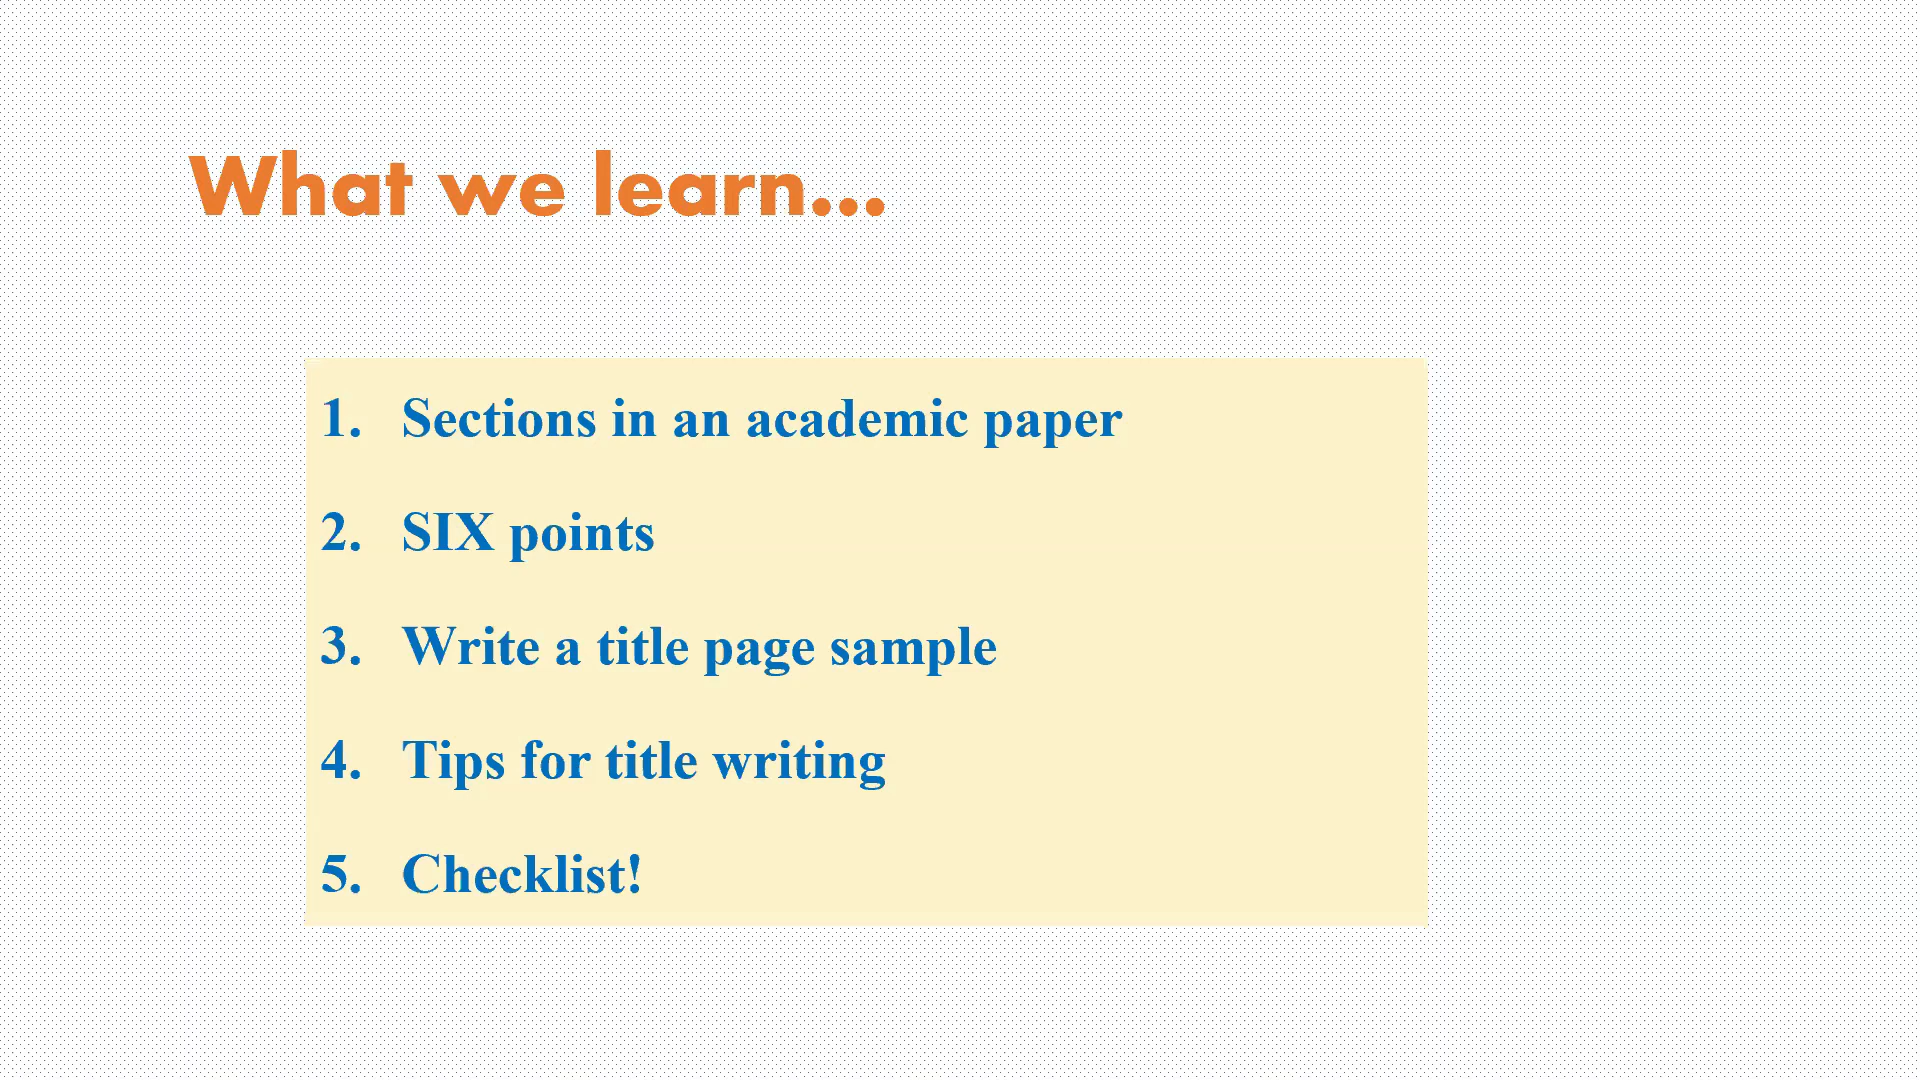 What we learn...
1. Sections in an academic paper
2. SIX points
3. Write a title page sample
4. Tips for title writing
5. Checklist!